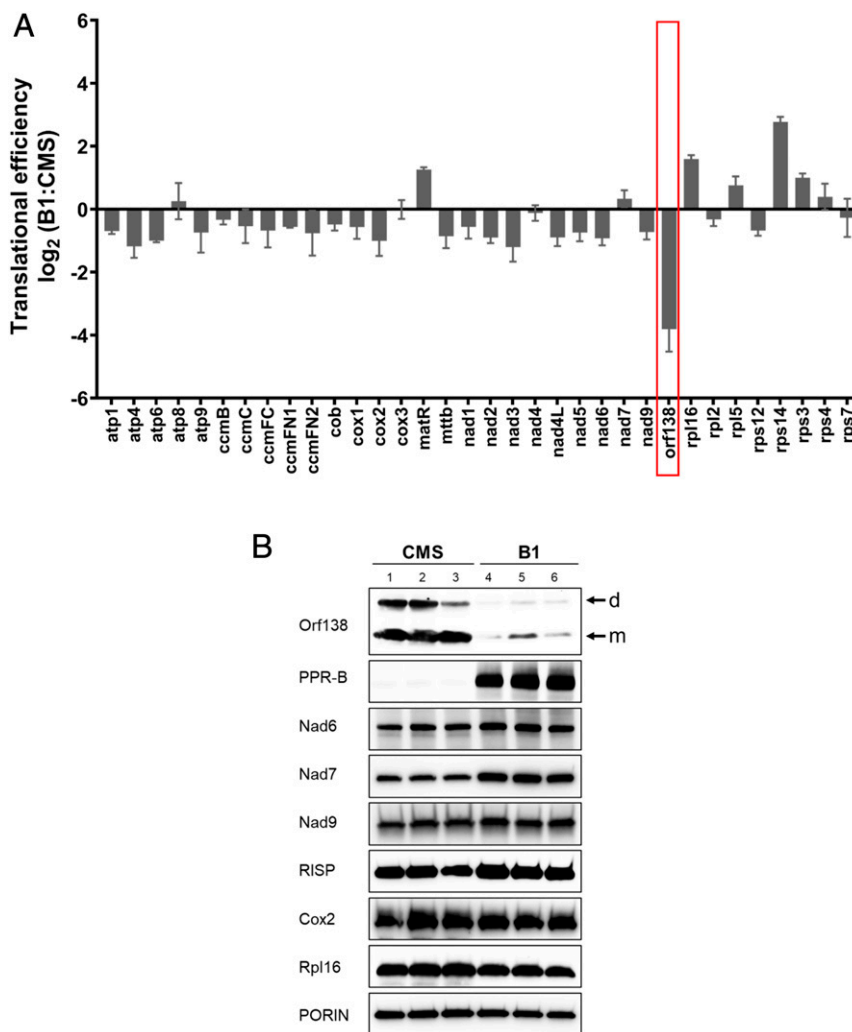 A
Translational efficiency
log₂ (B1:CMS)
6
4
2
0
-2
-4
-6
atp1
atp4
atp6
atp8
atp9
ccmB
ccmC
ccmFC
ccmFN1
ccmFN2
cob
cox1
cox2
cox3
matR
mttb
nad1
nad2
nad3
nad4
nad4L
nad5
nad6
nad7
nad9
orf138
rpl16
rpl2
rpl5
rps12
rps14
rps3
rps4
rps7
B
CMS B1
1 2 3 4 5 6
Orf138
d
m
PPR-B
Nad6
Nad7
Nad9
RISP
Cox2
Rpl16
PORIN